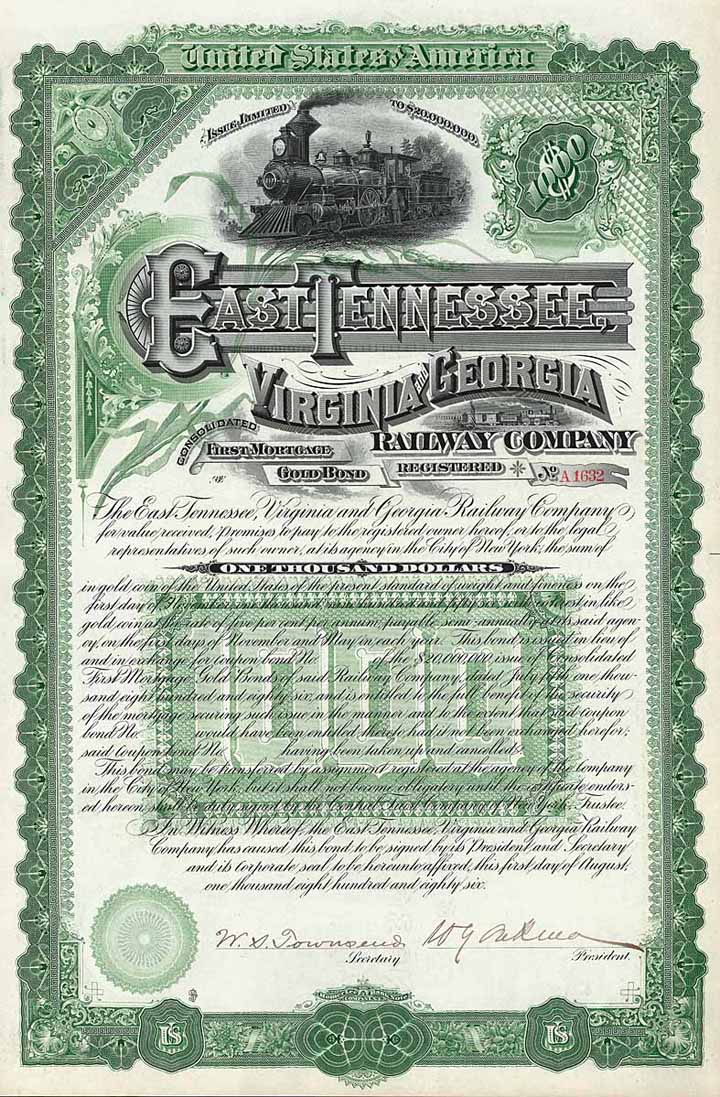 United States of America
Issue Limited to $20,000,000.
$1000
East Tennessee,
Virginia and Georgia
Railway Company
Consolidated
First Mortgage
Gold Bond
Registered * No. A 1632
The East Tennessee, Virginia and Georgia Railway Company
for value received, Promises to pay to the registered owner hereof, or to the legal
representatives of such owner, at its agency in the City of New York, the sum of
ONE THOUSAND DOLLARS
in gold coin of the United States of the present standard of weight and fineness on the
first day of November one thousand nine hundred and fifty six with interest in like
gold coin at the rate of five per cent per annum, payable semi-annually at its said agen-
cy, on the first days of November and May in each year. This bond is issued in lieu of
and in exchange for Coupon Bond No. of the $20,000,000, issue of Consolidated
First Mortgage Gold Bonds of said Railway Company, dated July first one thou-
sand eight hundred and eighty six, and is entitled to the full benefit of the security
of the mortgage securing such issue in the manner and to the extent that said Coupon
bond No. would have been entitled thereto had it not been exchanged herefor;
said Coupon bond No. having been taken up and cancelled.
This bond may be transferred by assignment registered at the agency of the Company
in the City of New York, but it shall not become obligatory until the certificate endors-
ed hereon, shall be duly signed by the Central Trust Company of New York, Trustee.
1000
In Witness Whereof, the East Tennessee, Virginia and Georgia Railway
Company has caused this bond to be signed by its President and Secretary
and its Corporate seal, to be hereunto affixed, this first day of August,
one thousand eight hundred and eighty six.
W. S. Townsend
Secretary
President.
US
US